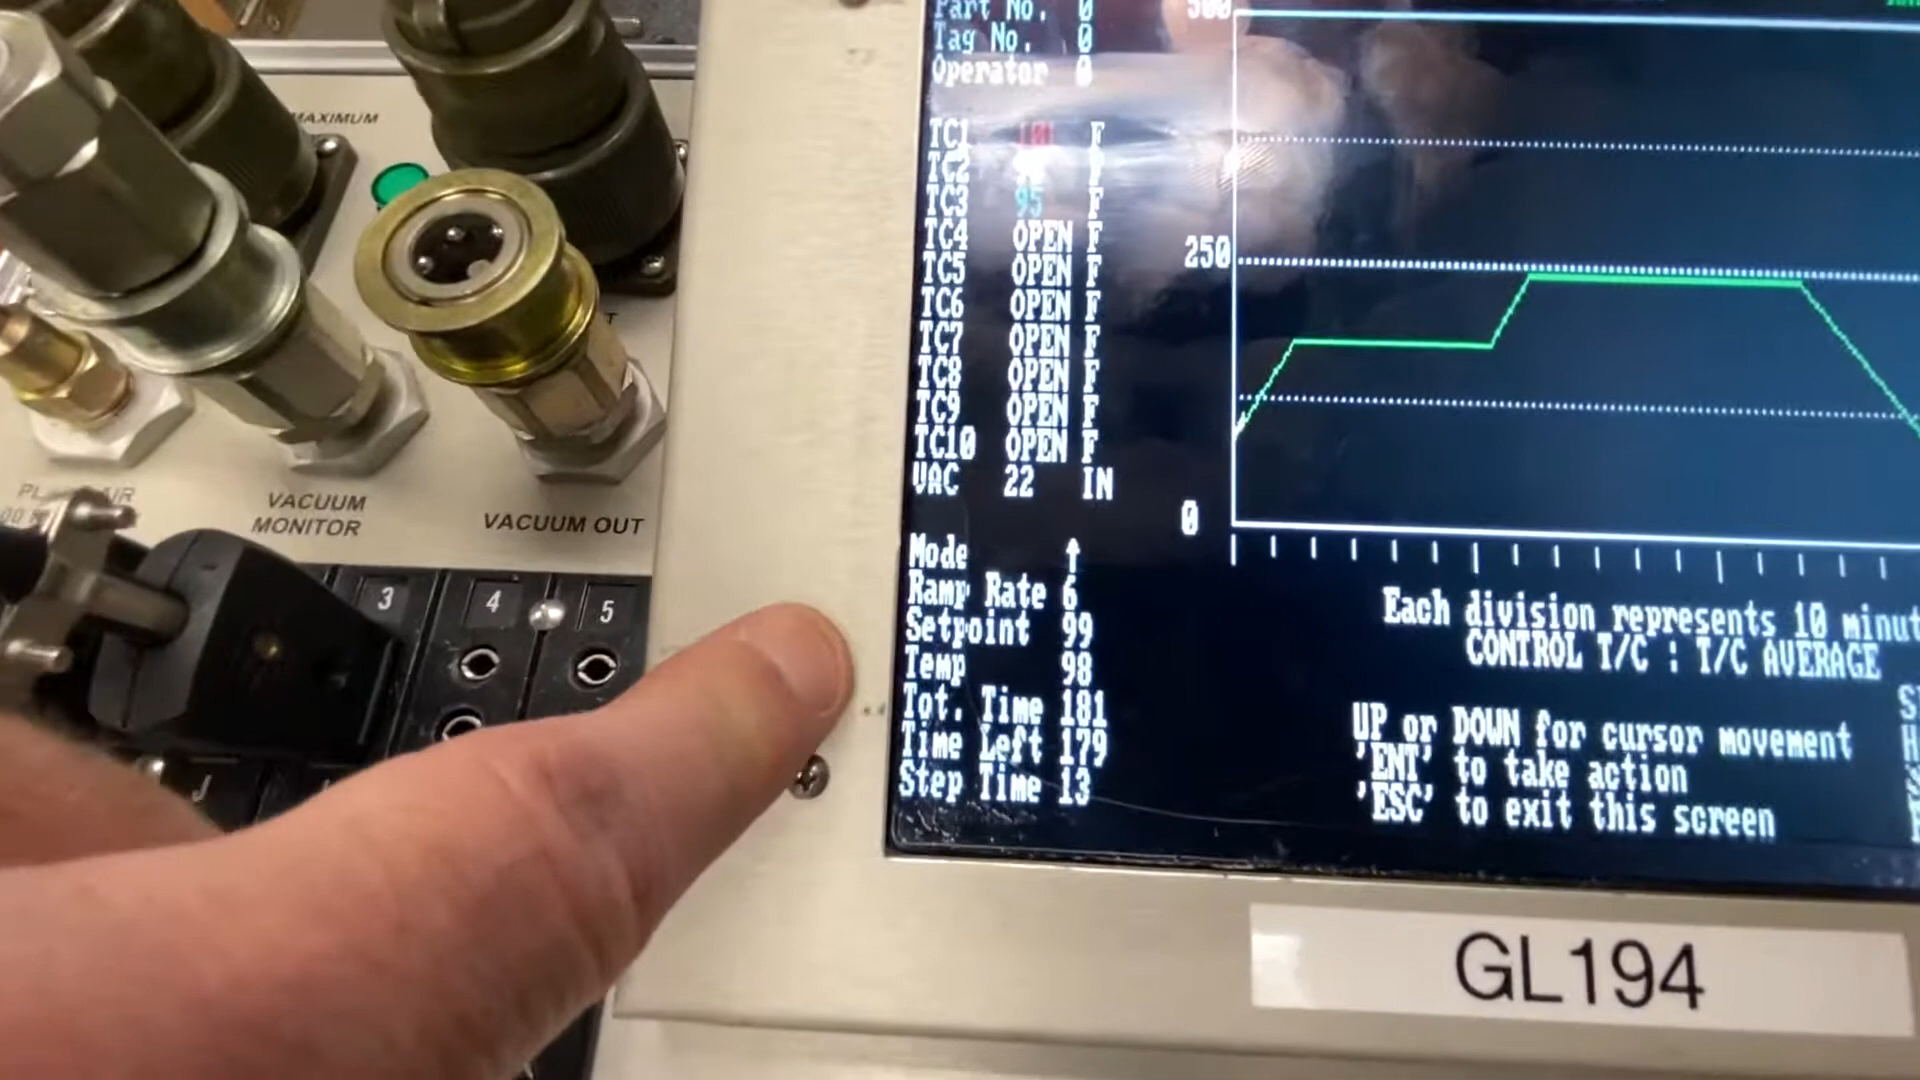 MAXIMUM
VACUUM
MONITOR
VACUUM OUT
3
4
5
J
Part No. 0
Tag No. 0
Operator 0
TC1 101 F
TC2 F
TC3 95 F
TC4 OPEN F
TC5 OPEN F
TC6 OPEN F
TC7 OPEN F
TC8 OPEN F
TC9 OPEN F
TC10 OPEN F
VAC 22 IN
Mode ↑
Ramp Rate 6
Setpoint 99
Temp 98
Tot. Time 181
Time Left 179
Step Time 13
500
250
0
Each division represents 10 minut
CONTROL T/C : T/C AVERAGE
UP or DOWN for cursor movement
'ENT' to take action
'ESC' to exit this screen
GL194